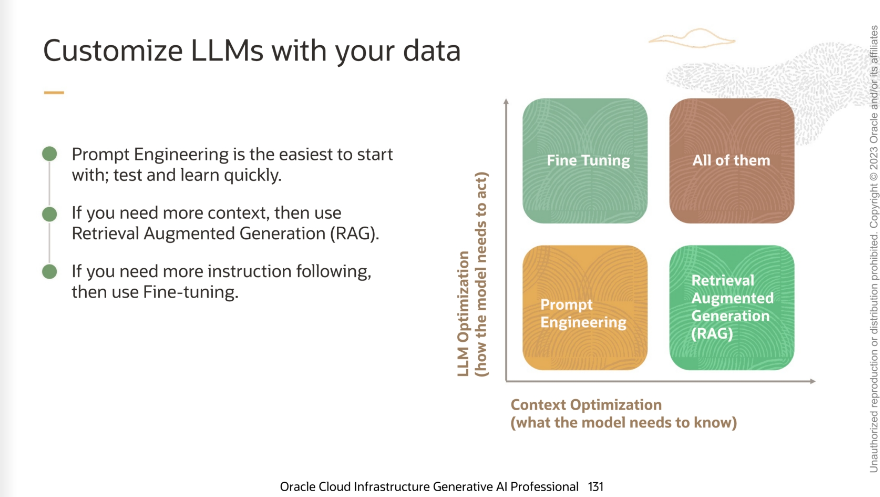 Customize LLMs with your data
Prompt Engineering is the easiest to start
with; test and learn quickly.
If you need more context, then use
Retrieval Augmented Generation (RAG).
If you need more instruction following,
then use Fine-tuning.
LLM Optimization
(how the model needs to act)
Fine Tuning
All of them
Prompt
Engineering
Retrieval
Augmented
Generation
(RAG)
Context Optimization
(what the model needs to know)
Unauthorized reproduction or distribution prohibited. Copyright © 2023 Oracle and/or its affiliates
Oracle Cloud Infrastructure Generative AI Professional 131